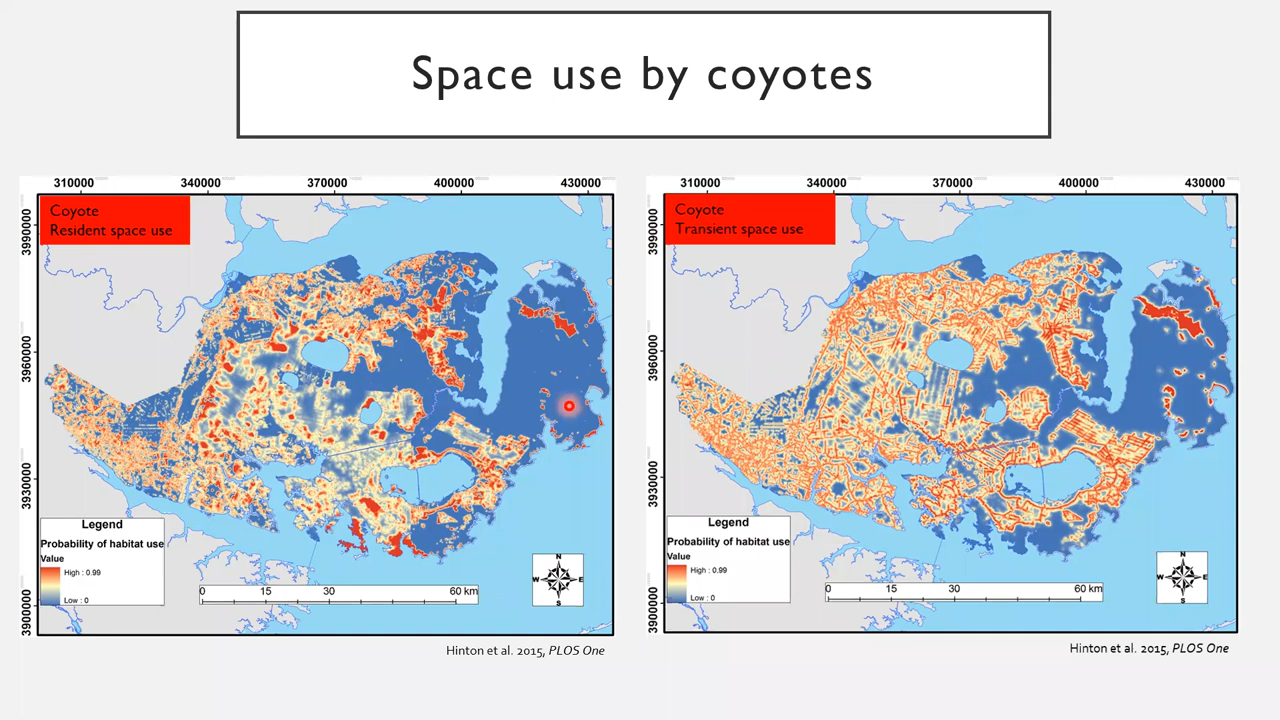 Space use by coyotes
310000 340000 370000 400000 430000
Coyote
Resident space use
3990000
3960000
3930000
3900000
Legend
Probability of habitat use
Value
High : 0.99
Low : 0
0 15 30 60 km
N
W E
S
Hinton et al. 2015, PLOS One
310000 340000 370000 400000 430000
Coyote
Transient space use
3990000
3960000
3930000
3900000
Legend
Probability of habitat use
Value
High : 0.99
Low : 0
0 15 30 60 km
N
W E
S
Hinton et al. 2015, PLOS One